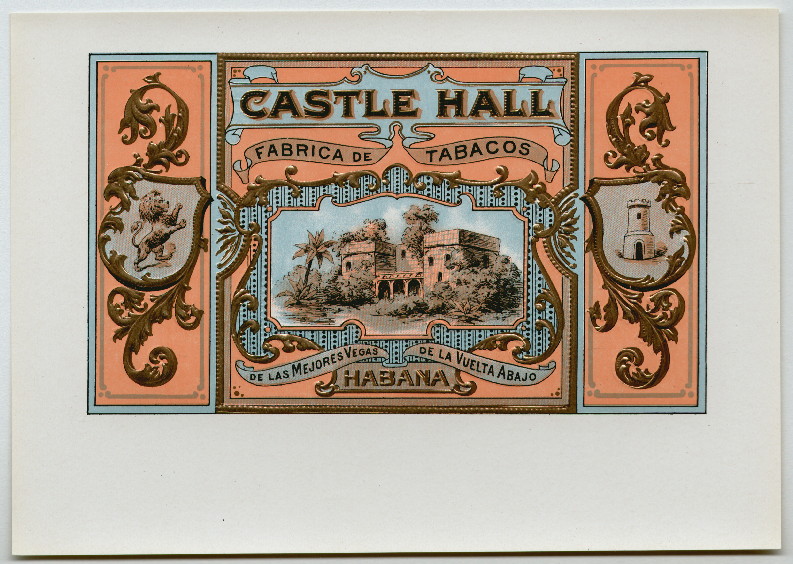 CASTLE HALL
FABRICA DE TABACOS
DE LAS MEJORES VEGAS DE LA VUELTA ABAJO
HABANA